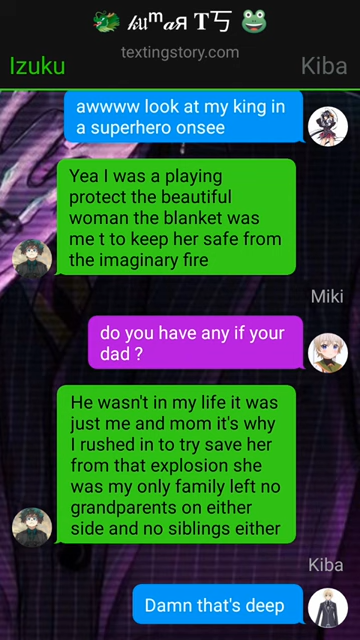 𝓴𝓾ᵐ𝒂я 𝐓丂
textingstory.com
Izuku
Kiba
awwww look at my king in
a superhero onsee
Yea I was a playing
protect the beautiful
woman the blanket was
me t to keep her safe from
the imaginary fire
Miki
do you have any if your
dad ?
He wasn't in my life it was
just me and mom it's why
I rushed in to try save her
from that explosion she
was my only family left no
grandparents on either
side and no siblings either
Kiba
Damn that's deep